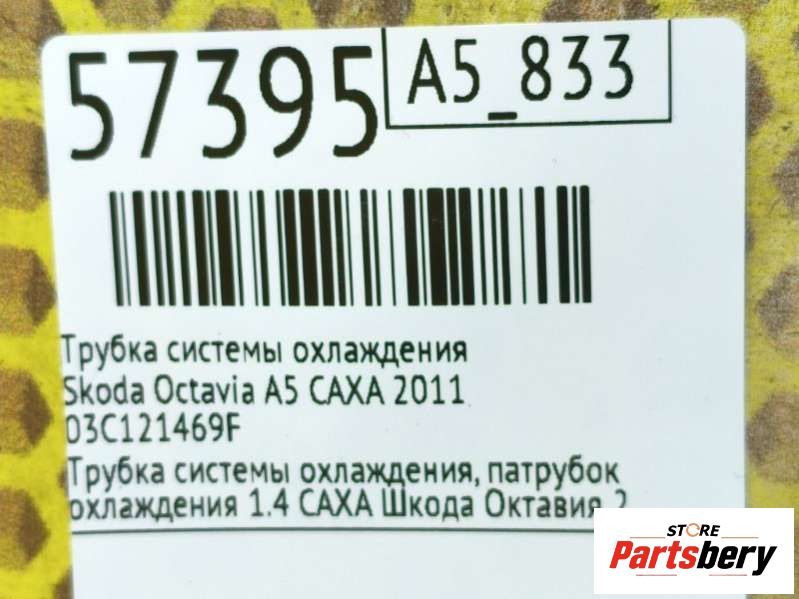 57395
A5_833
Трубка системы охлаждения
Skoda Octavia A5 CAXA 2011
03C121469F
Трубка системы охлаждения, патрубок
охлаждения 1.4 CAXA Шкода Октавия 2
STORE
Partsbery